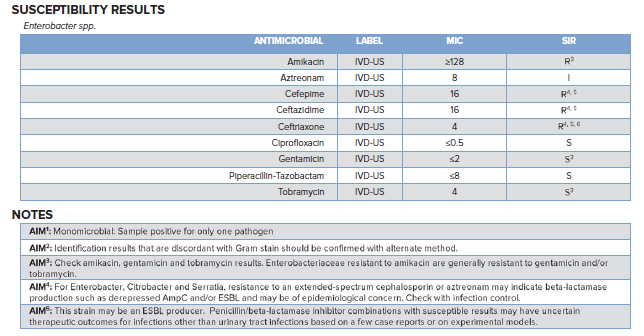 SUSCEPTIBILITY RESULTS
Enterobacter spp.
ANTIMICROBIAL LABEL MIC SIR
Amikacin IVD-US ≥128 R³
Aztreonam IVD-US 8 I
Cefepime IVD-US 16 R⁴, ⁵
Ceftazidime IVD-US 16 R⁴, ⁵
Ceftriaxone IVD-US 4 R⁴, ⁵, ⁶
Ciprofloxacin IVD-US ≤0.5 S
Gentamicin IVD-US ≤2 S³
Piperacillin-Tazobactam IVD-US ≤8 S
Tobramycin IVD-US 4 S³
NOTES
AIM¹: Monomicrobial: Sample positive for only one pathogen
AIM²: Identification results that are discordant with Gram stain should be confirmed with alternate method.
AIM³: Check amikacin, gentamicin and tobramycin results. Enterobacteriaceae resistant to amikacin are generally resistant to gentamicin and/or
tobramycin.
AIM⁴: For Enterobacter, Citrobacter and Serratia, resistance to an extended-spectrum cephalosporin or aztreonam may indicate beta-lactamase
production such as derepressed AmpC and/or ESBL and may be of epidemiological concern. Check with infection control.
AIM⁵: This strain may be an ESBL producer. Penicillin/beta-lactamase inhibitor combinations with susceptible results may have uncertain
therapeutic outcomes for infections other than urinary tract infections based on a few case reports or on experimental models.